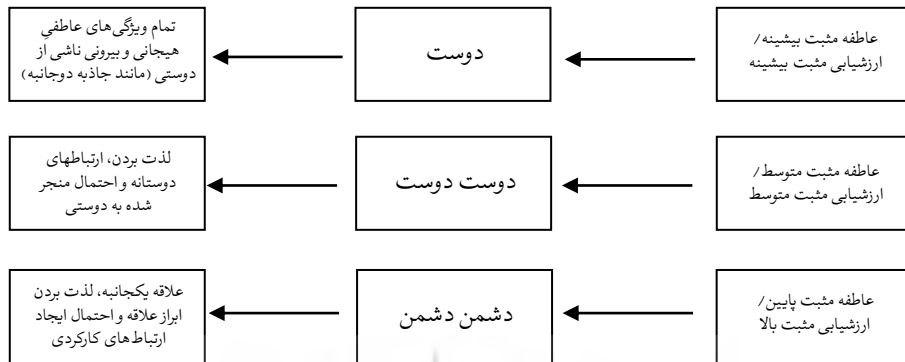 عاطفه مثبت بیشینه/
ارزشیابی مثبت بیشینه
دوست
تمام ویژگی‌های عاطفیِ
هیجانی و بیرونی ناشی از
دوستی (مانند جاذبه دوجانبه)
عاطفه مثبت متوسط/
ارزشیابی مثبت متوسط
دوست دوست
لذت بردن، ارتباطهای
دوستانه و احتمال منجر
شده به دوستی
عاطفه مثبت پایین/
ارزشیابی مثبت بالا
دشمن دشمن
علاقه یکجانبه، لذت بردن
ابراز علاقه و احتمال ایجاد
ارتباط‌های کارکردی